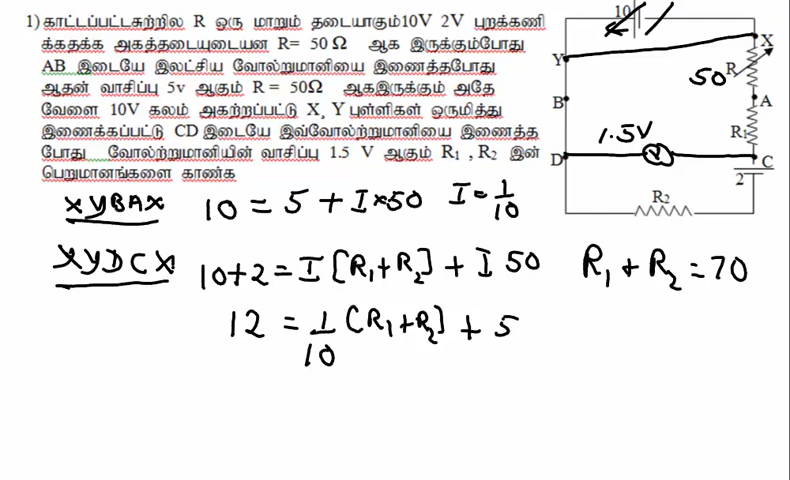 1) காட்டப்பட்டசுற்றில R ஒரு மாறும் தடையாகும்10V 2V புறக்கணி
க்கதக்க அகத்தடையுடையன R= 50 Ω ஆக இருக்கும்போது
AB இடையே இலட்சிய வோல்றுமானியை இணைத்தபோது
ஆதன் வாசிப்பு 5v ஆகும் R = 50Ω ஆகஇருக்கும் அதே
வேளை 10V கலம் அகற்றப்பட்டு X, Y புள்ளிகள் ஒருமித்து
இணைக்கப்பட்டு CD இடையே இவ்வோல்ற்றுமானியை இணைத்த
போது வோல்ற்றுமானியின் வாசிப்பு 1.5 V ஆகும் R1 , R2 இன்
பெறுமானங்களை காண்க
10
X
Y
R
50
B
A
1.5V
R1
D
V
C
2
R2
XYBAX 10 = 5 + I×50 I = 1/10
XYDCX 10+2 = I [R1+R2] + I 50 R1 + R2 = 70
12 = 1/10 [R1+R2] + 5